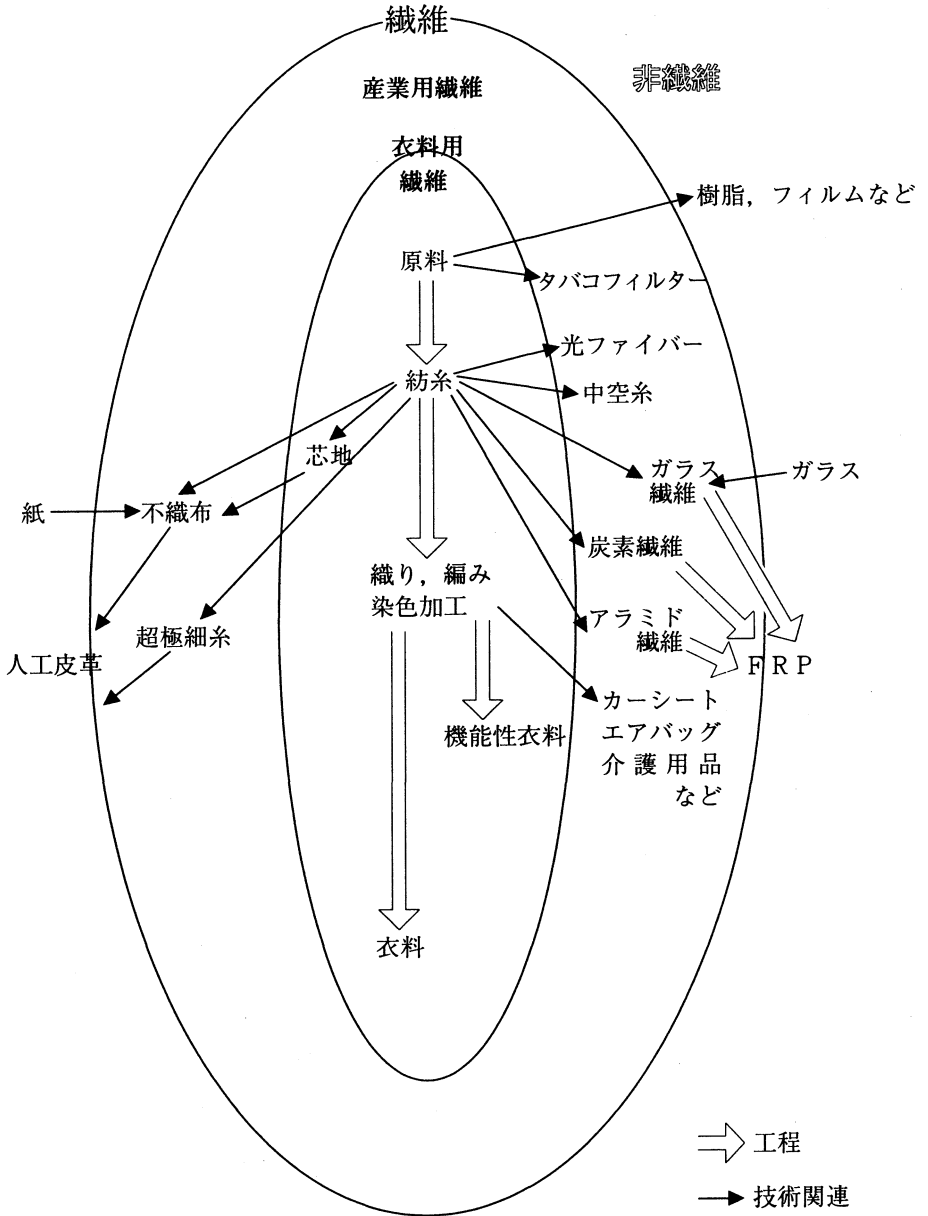 繊維
非繊維
産業用繊維
衣料用
繊維
樹脂，フィルムなど
原料
タバコフィルター
光ファイバー
紡糸
中空糸
芯地
ガラス
繊維
ガラス
紙
不織布
炭素繊維
織り，編み
染色加工
アラミド
繊維
超極細糸
人工皮革
ＦＲＰ
カーシート
エアバッグ
介護用品
など
機能性衣料
衣料
工程
技術関連